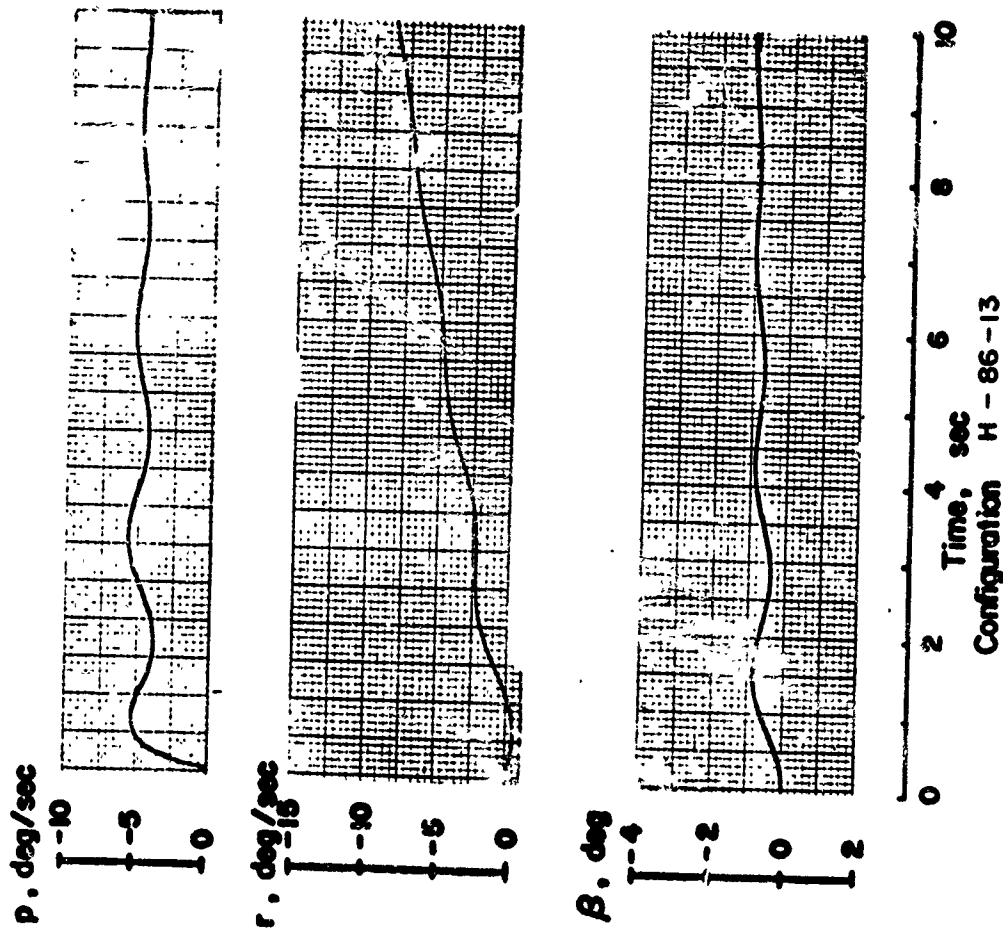 p, deg/sec
-10
-5
0
r, deg/sec
-15
-10
-5
0
β, deg
-4
-2
0
2
0 2 4 6 8 10
Time, sec
Configuration H - 86 - 13